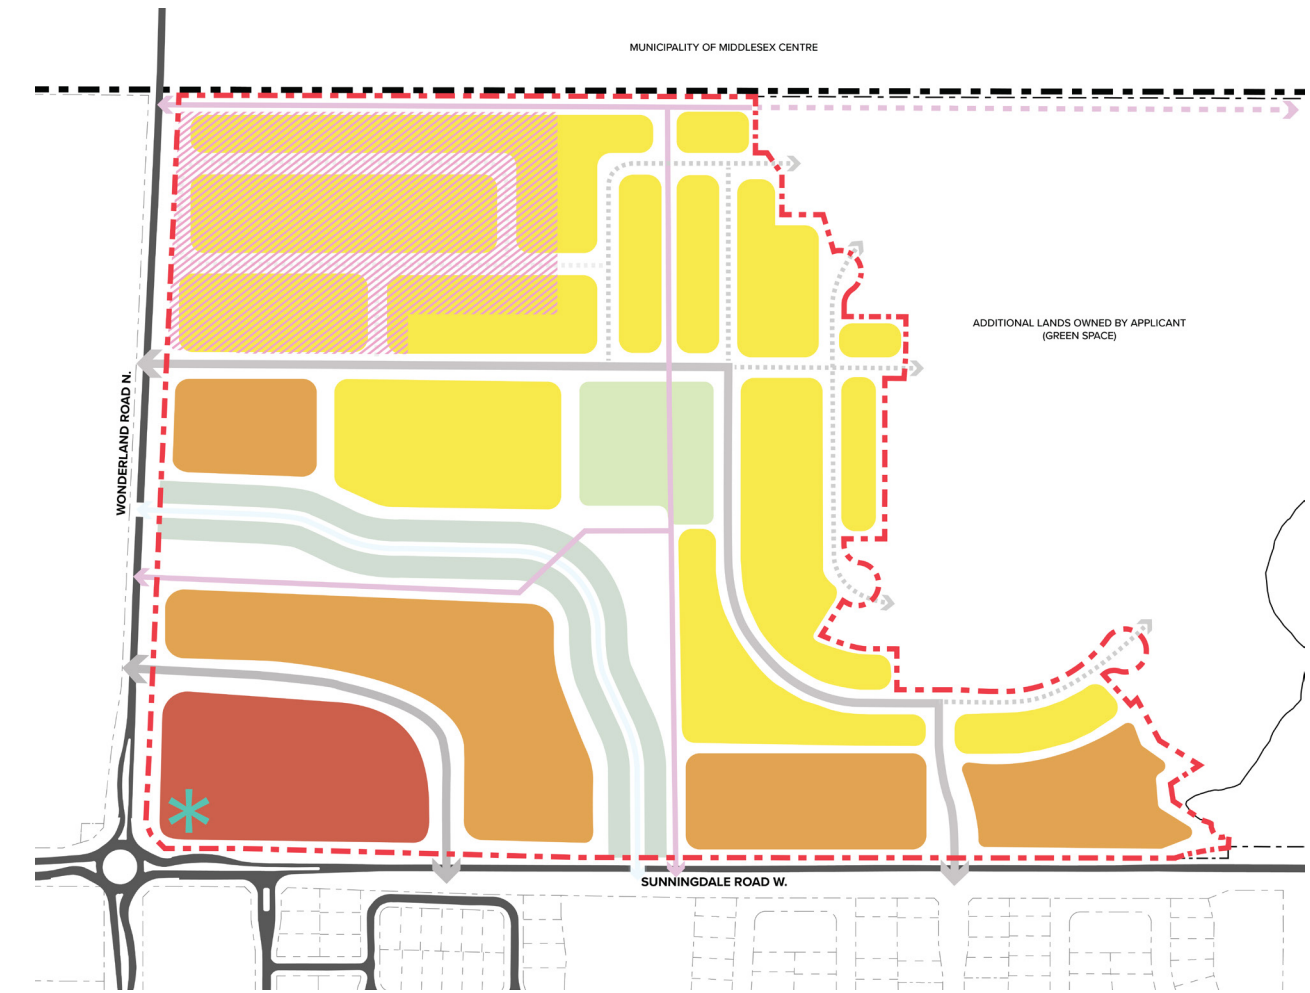 MUNICIPALITY OF MIDDLESEX CENTRE
ADDITIONAL LANDS OWNED BY APPLICANT
(GREEN SPACE)
WONDERLAND ROAD N.
SUNNINGDALE ROAD W.